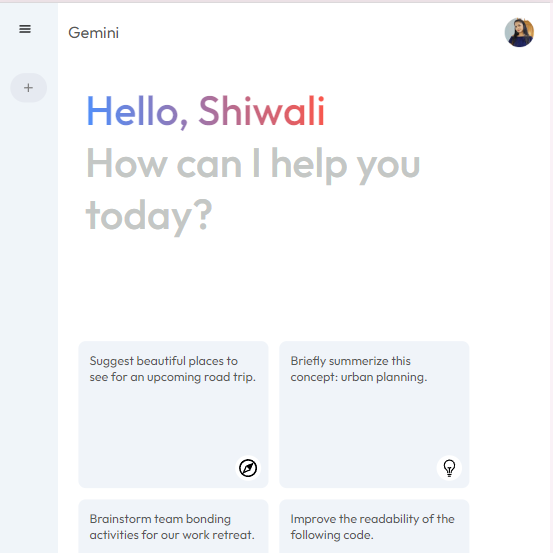 Gemini
+
Hello, Shiwali
How can I help you
today?
Suggest beautiful places to
see for an upcoming road trip.
Briefly summerize this
concept: urban planning.
Brainstorm team bonding
activities for our work retreat.
Improve the readability of the
following code.